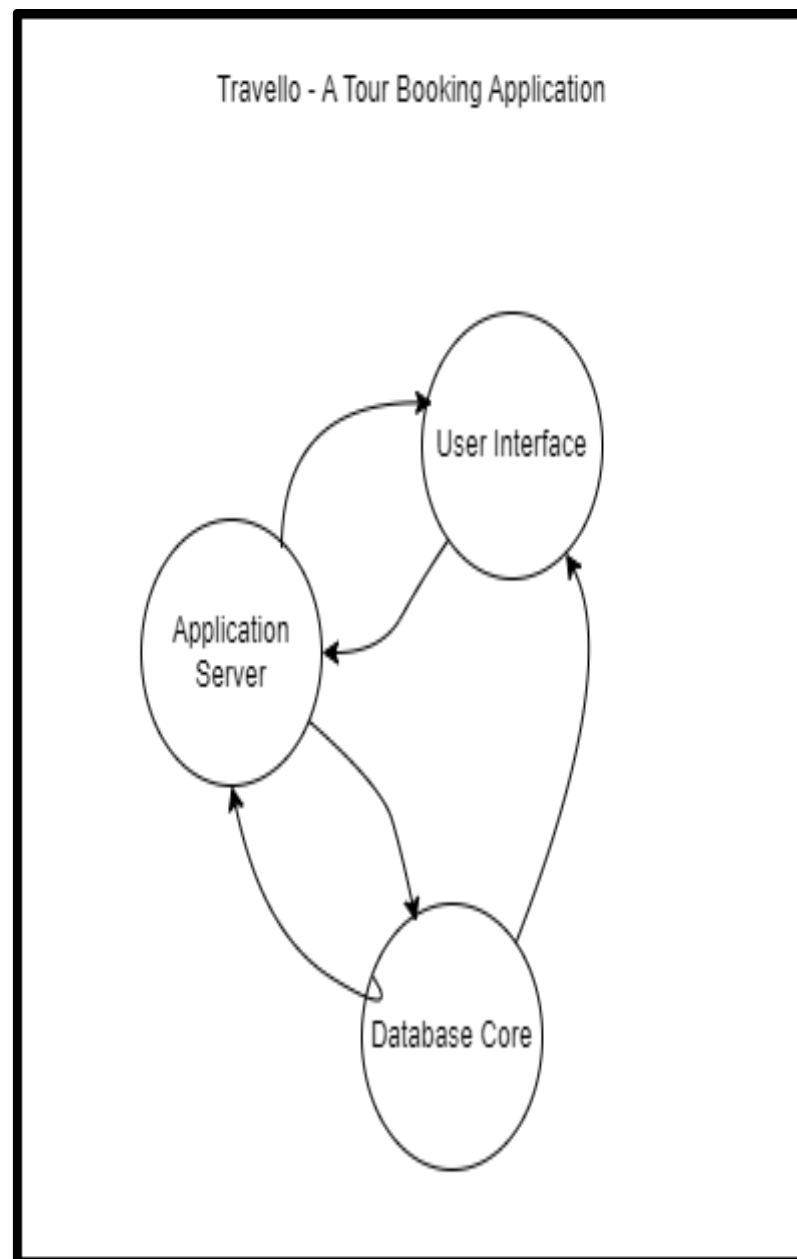 Travello - A Tour Booking Application
User Interface
Application
Server
Database Core